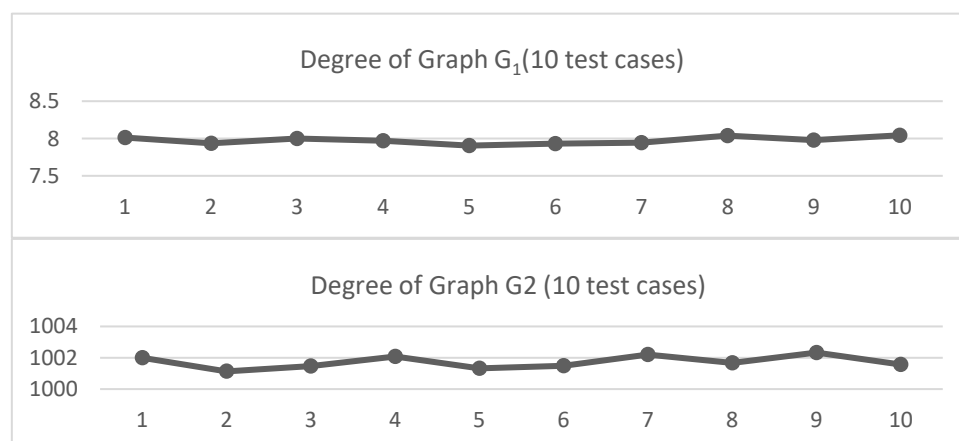 Degree of Graph G₁(10 test cases)
8.5
8
7.5
1 2 3 4 5 6 7 8 9 10
Degree of Graph G2 (10 test cases)
1004
1002
1000
1 2 3 4 5 6 7 8 9 10